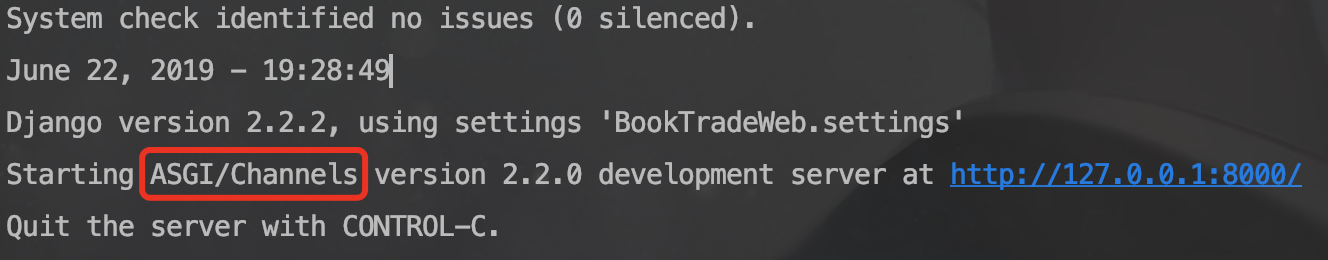 System check identified no issues (0 silenced).
June 22, 2019 - 19:28:49
Django version 2.2.2, using settings 'BookTradeWeb.settings'
Starting ASGI/Channels version 2.2.0 development server at http://127.0.0.1:8000/
Quit the server with CONTROL-C.